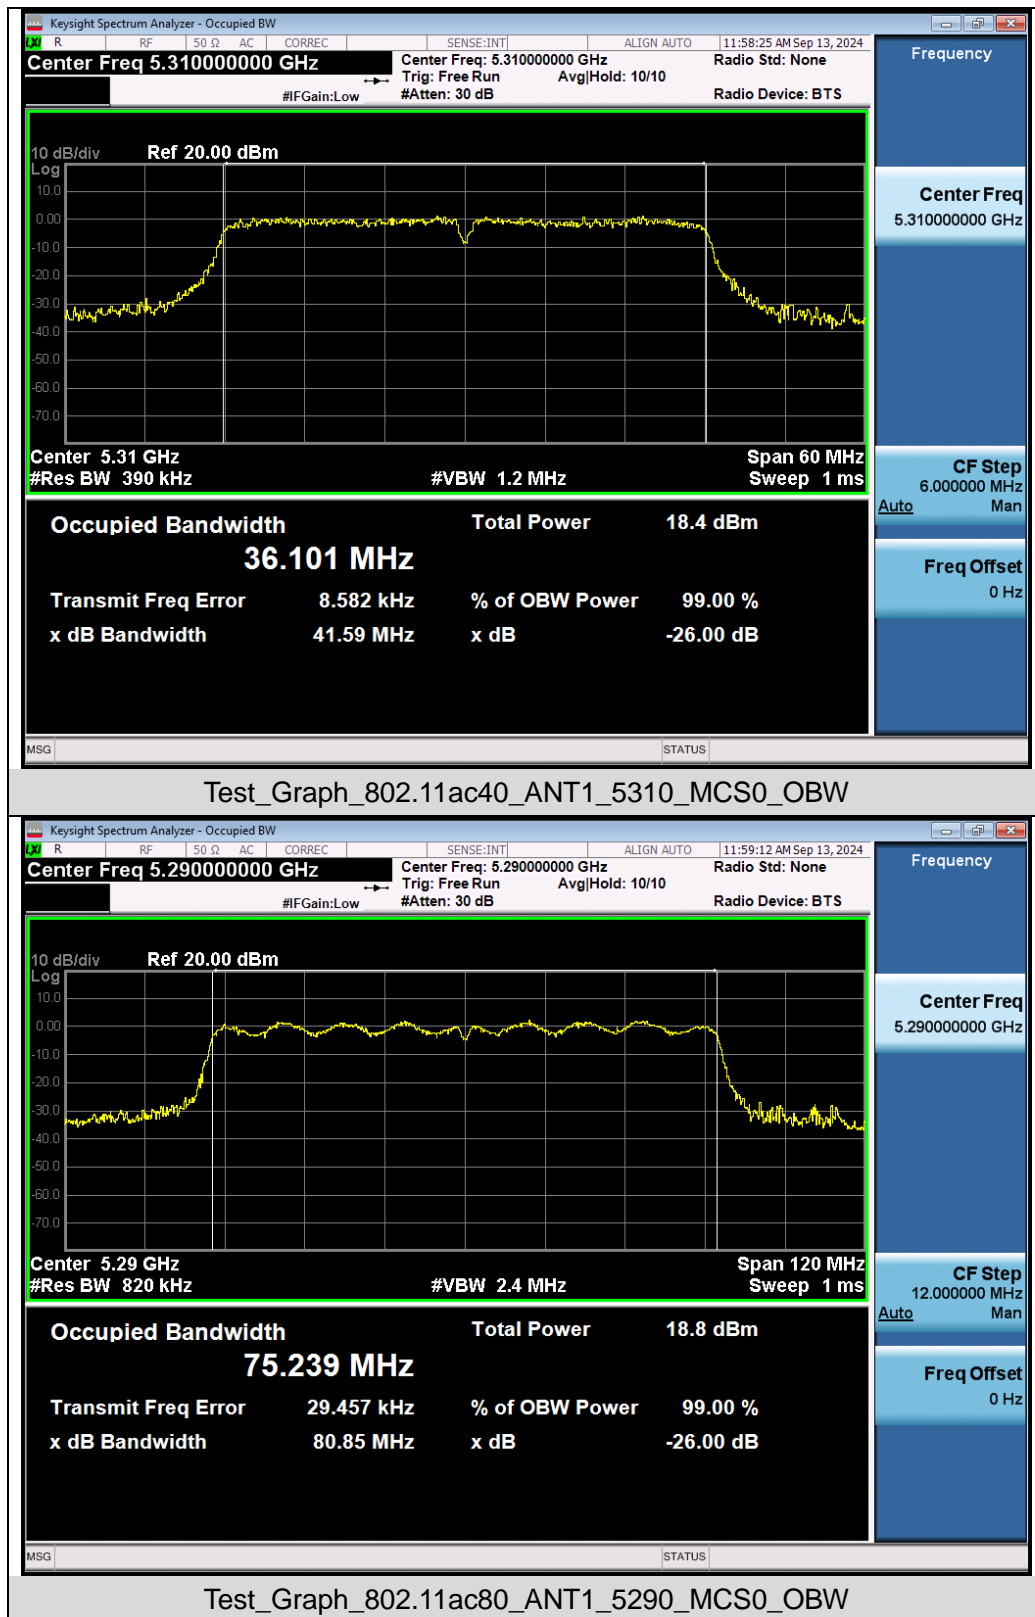 Keysight Spectrum Analyzer - Occupied BW
LXI R RF 50 Ω AC CORREC SENSE:INT ALIGN AUTO 11:58:25 AM Sep 13, 2024
Center Freq 5.310000000 GHz
Center Freq: 5.310000000 GHz
Radio Std: None
Trig: Free Run Avg|Hold: 10/10
#IFGain:Low
#Atten: 30 dB
Radio Device: BTS
10 dB/div Ref 20.00 dBm
Log
10.0
0.00
-10.0
-20.0
-30.0
-40.0
-50.0
-60.0
-70.0
Center 5.31 GHz Span 60 MHz
#Res BW 390 kHz #VBW 1.2 MHz Sweep 1 ms
Occupied Bandwidth Total Power 18.4 dBm
36.101 MHz
Transmit Freq Error 8.582 kHz % of OBW Power 99.00 %
x dB Bandwidth 41.59 MHz x dB -26.00 dB
MSG STATUS
Frequency
Center Freq
5.310000000 GHz
CF Step
6.000000 MHz
Auto Man
Freq Offset
0 Hz
Test_Graph_802.11ac40_ANT1_5310_MCS0_OBW
Keysight Spectrum Analyzer - Occupied BW
LXI R RF 50 Ω AC CORREC SENSE:INT ALIGN AUTO 11:59:12 AM Sep 13, 2024
Center Freq 5.290000000 GHz
Center Freq: 5.290000000 GHz
Radio Std: None
Trig: Free Run Avg|Hold: 10/10
#IFGain:Low
#Atten: 30 dB
Radio Device: BTS
10 dB/div Ref 20.00 dBm
Log
10.0
0.00
-10.0
-20.0
-30.0
-40.0
-50.0
-60.0
-70.0
Center 5.29 GHz Span 120 MHz
#Res BW 820 kHz #VBW 2.4 MHz Sweep 1 ms
Occupied Bandwidth Total Power 18.8 dBm
75.239 MHz
Transmit Freq Error 29.457 kHz % of OBW Power 99.00 %
x dB Bandwidth 80.85 MHz x dB -26.00 dB
MSG STATUS
Frequency
Center Freq
5.290000000 GHz
CF Step
12.000000 MHz
Auto Man
Freq Offset
0 Hz
Test_Graph_802.11ac80_ANT1_5290_MCS0_OBW